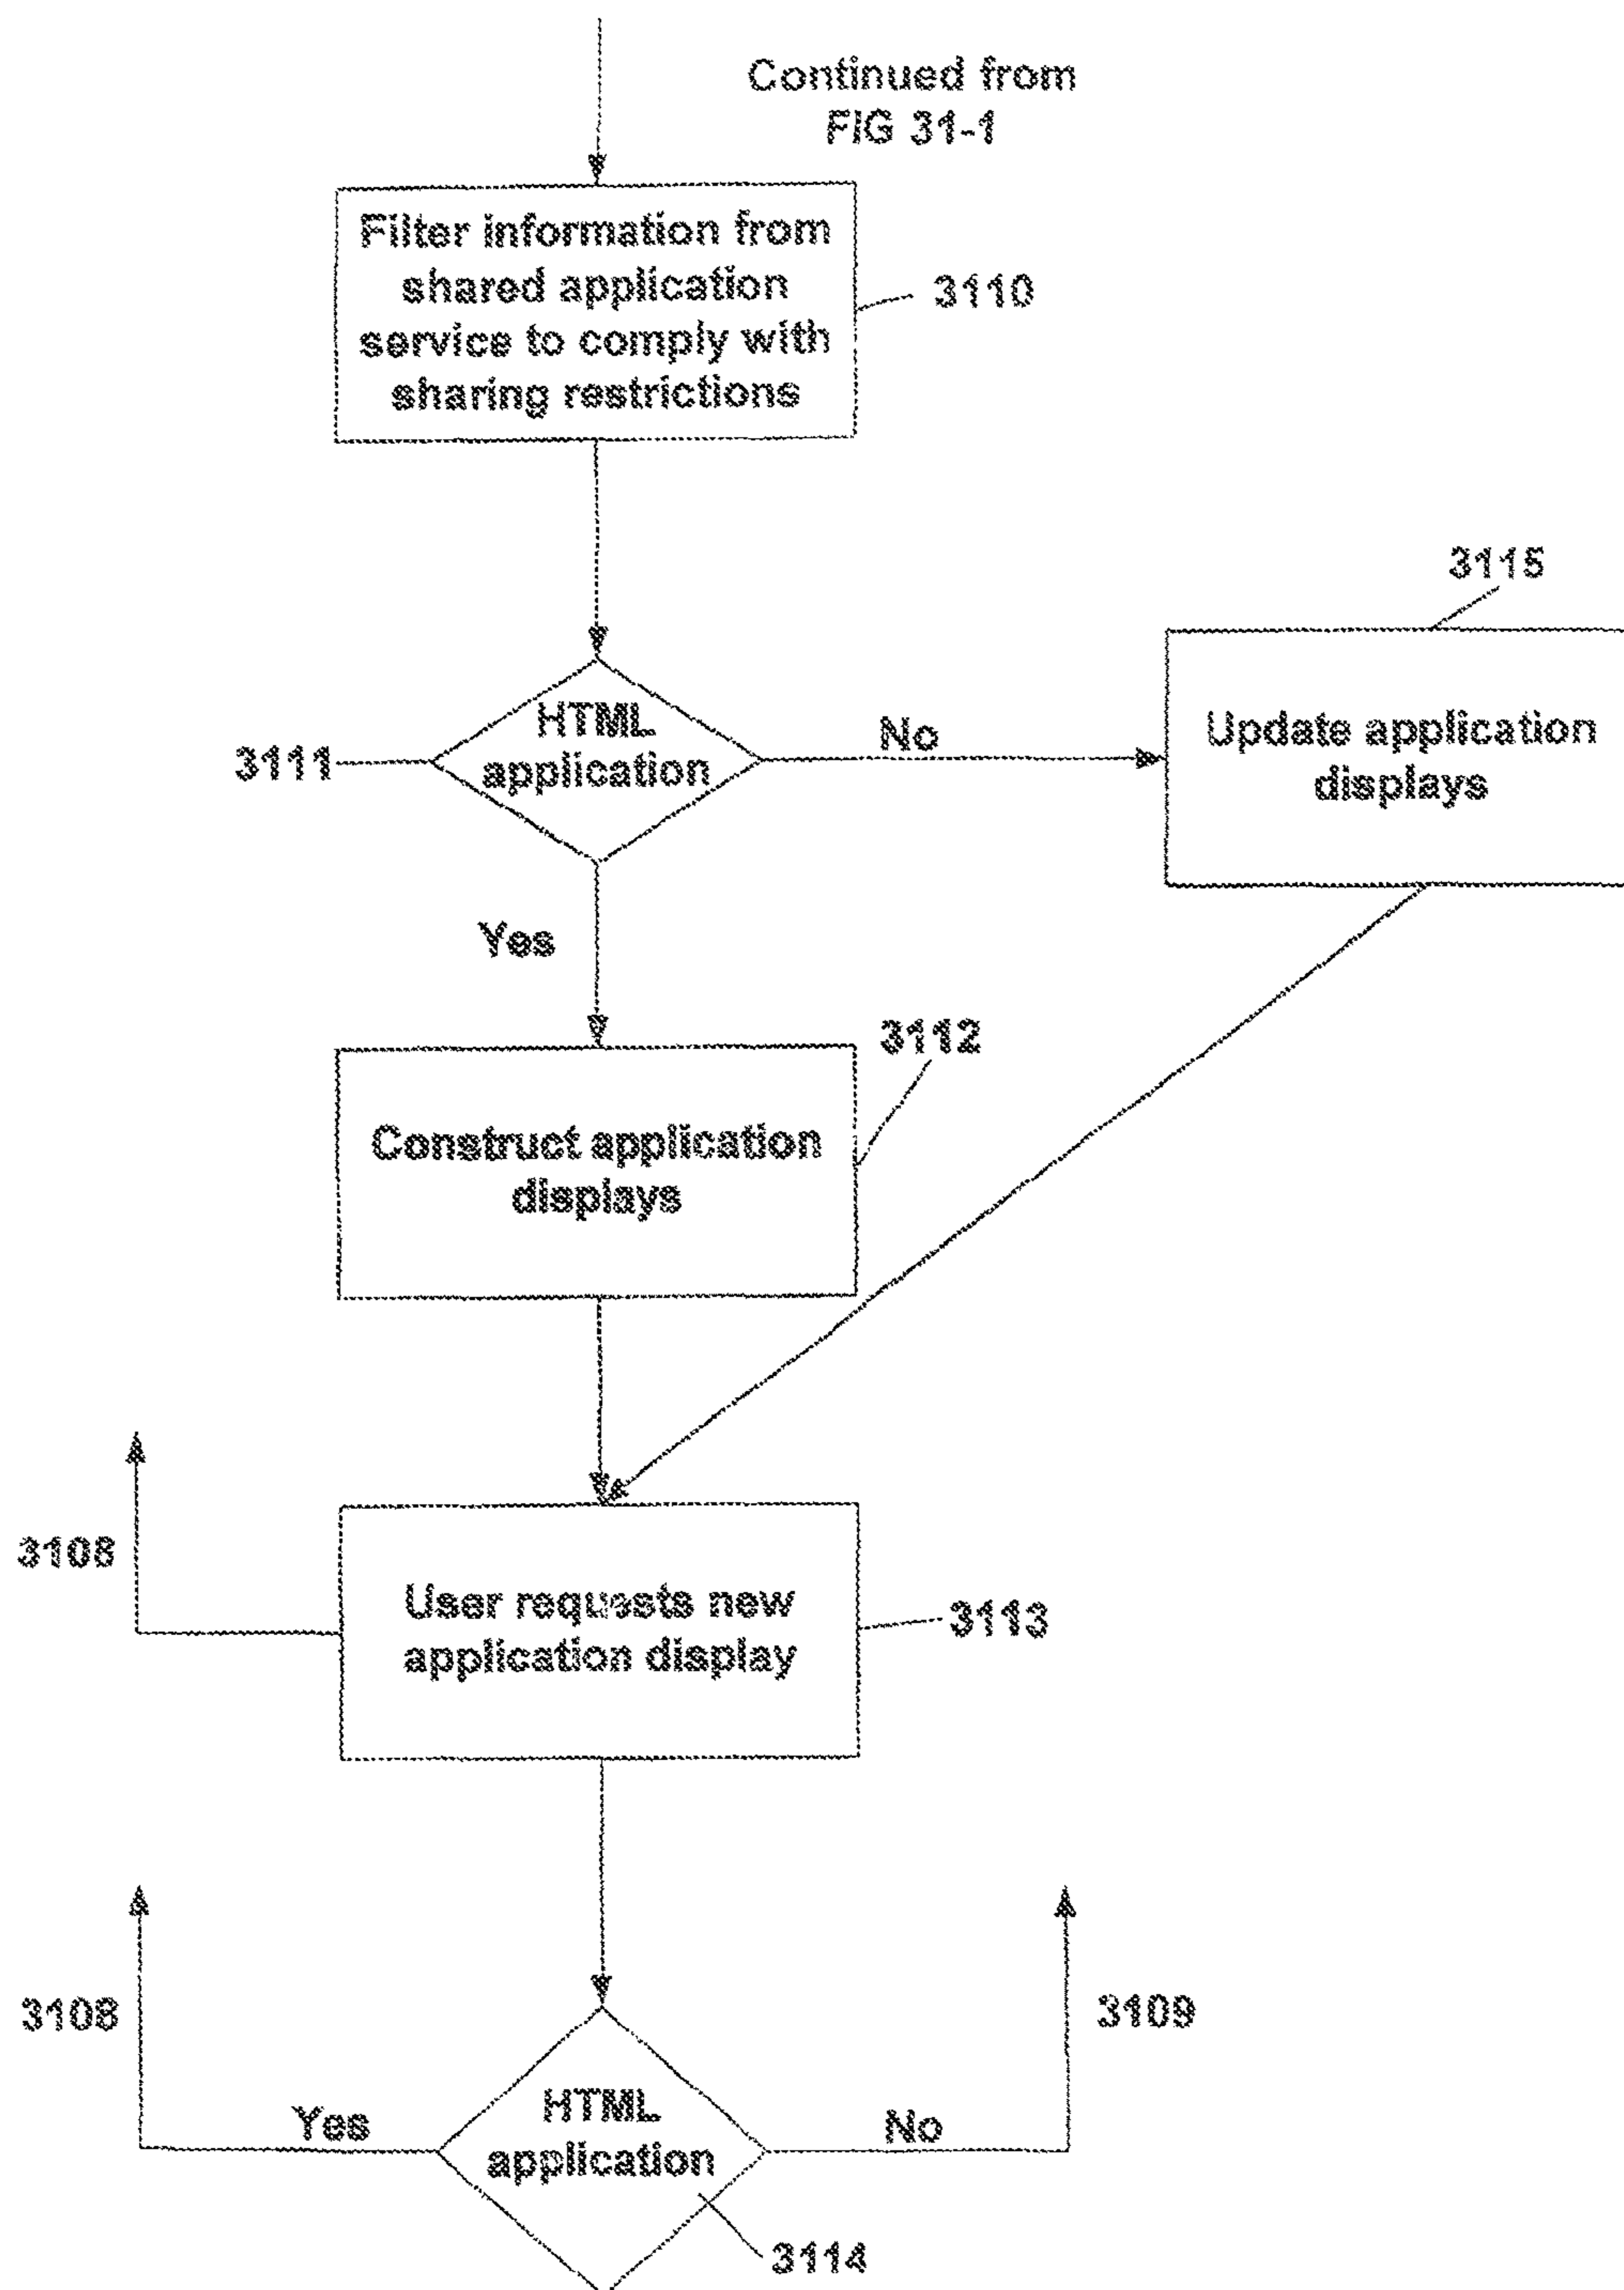 Continued from
FIG 31-1
Filter information from
shared application
service to comply with
sharing restrictions
3110
3115
HTML
application
3111
No
Update application
displays
Yes
3112
Construct application
displays
3108
User requests new
application display
3113
3108
3109
Yes
HTML
application
No
3114